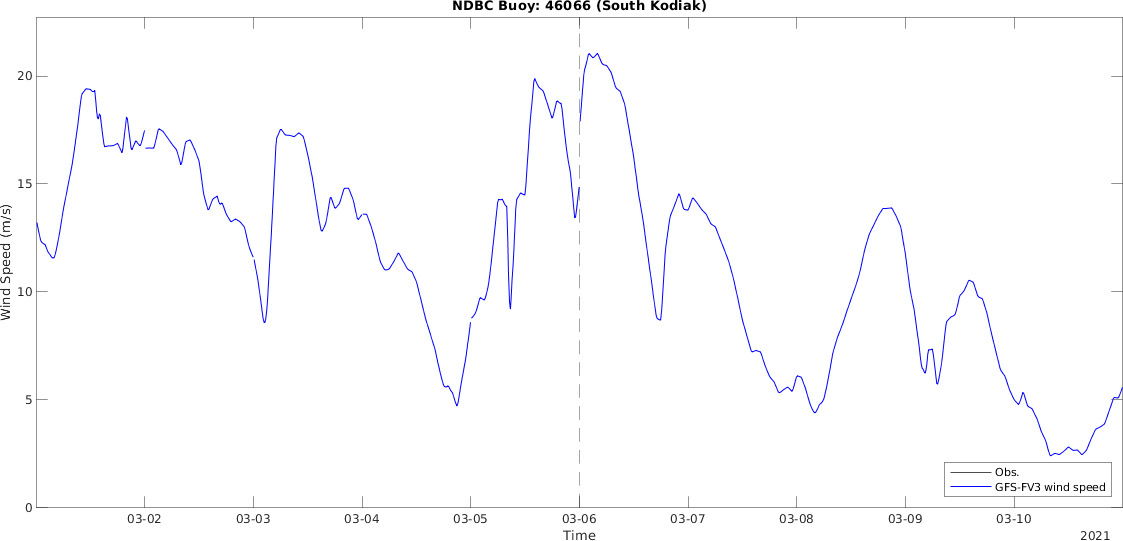 NDBC Buoy: 46066 (South Kodiak)
Wind Speed (m/s)
20
15
10
5
0
Obs.
GFS-FV3 wind speed
03-02 03-03 03-04 03-05 03-06 03-07 03-08 03-09 03-10
Time
2021